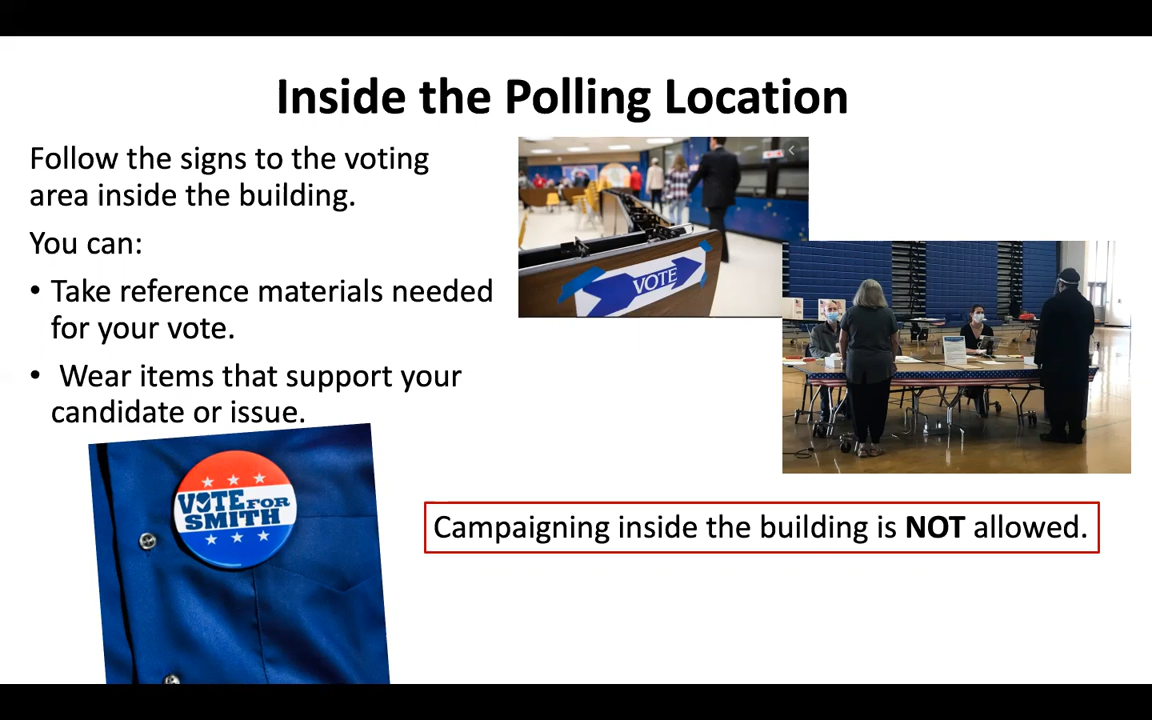 Inside the Polling Location
Follow the signs to the voting
area inside the building.
You can:
• Take reference materials needed
for your vote.
• Wear items that support your
candidate or issue.
VOTE
VOTE FOR
SMITH
Campaigning inside the building is NOT allowed.